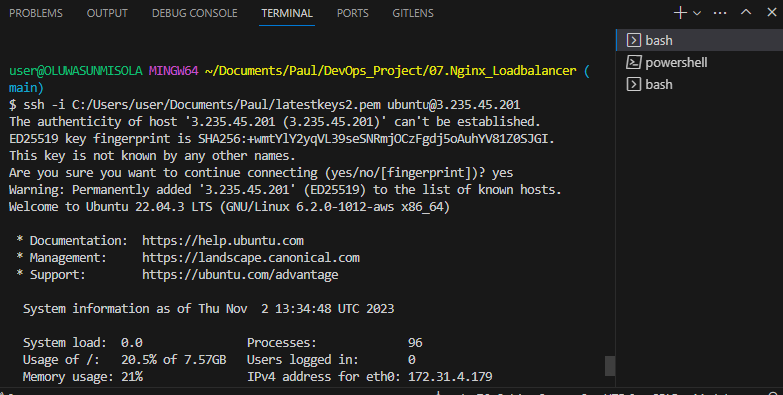 PROBLEMS OUTPUT DEBUG CONSOLE TERMINAL PORTS GITLENS
bash
powershell
bash
user@OLUWASUNMISOLA MINGW64 ~/Documents/Paul/DevOps_Project/07.Nginx_Loadbalancer (
main)
$ ssh -i C:/Users/user/Documents/Paul/latestkeys2.pem ubuntu@3.235.45.201
The authenticity of host '3.235.45.201 (3.235.45.201)' can't be established.
ED25519 key fingerprint is SHA256:+wmtYlY2yqVL39seSNRmjOCzFgdj5oAuhYV81Z0SJGI.
This key is not known by any other names.
Are you sure you want to continue connecting (yes/no/[fingerprint])? yes
Warning: Permanently added '3.235.45.201' (ED25519) to the list of known hosts.
Welcome to Ubuntu 22.04.3 LTS (GNU/Linux 6.2.0-1012-aws x86_64)
* Documentation: https://help.ubuntu.com
* Management: https://landscape.canonical.com
* Support: https://ubuntu.com/advantage
System information as of Thu Nov 2 13:34:48 UTC 2023
System load: 0.0 Processes: 96
Usage of /: 20.5% of 7.57GB Users logged in: 0
Memory usage: 21% IPv4 address for eth0: 172.31.4.179